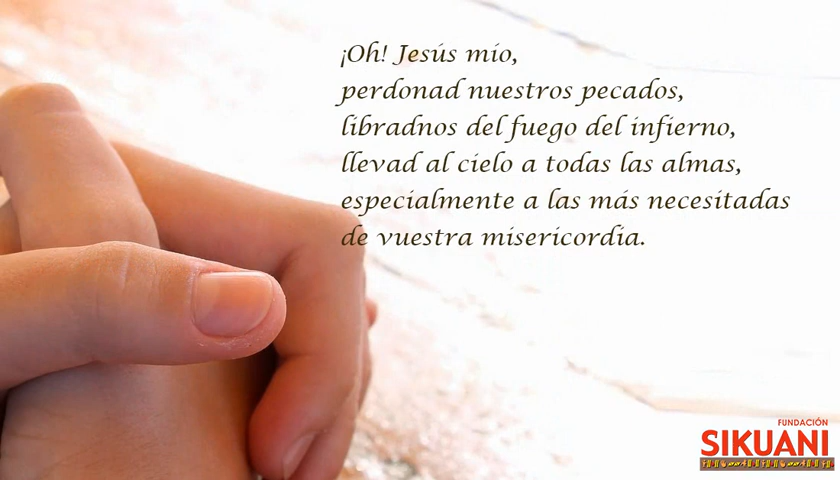 ¡Oh! Jesús mío,
perdonad nuestros pecados,
libradnos del fuego del infierno,
llevad al cielo a todas las almas,
especialmente a las más necesitadas
de vuestra misericordia.
FUNDACIÓN
SIKUANI